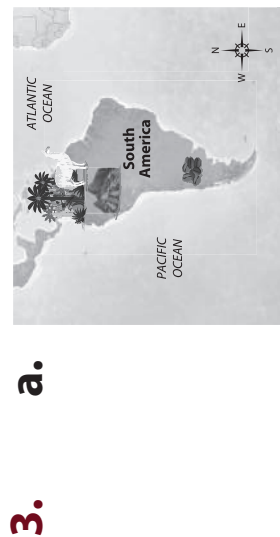 3. a.
ATLANTIC
OCEAN
South
America
PACIFIC
OCEAN
N
W E
S